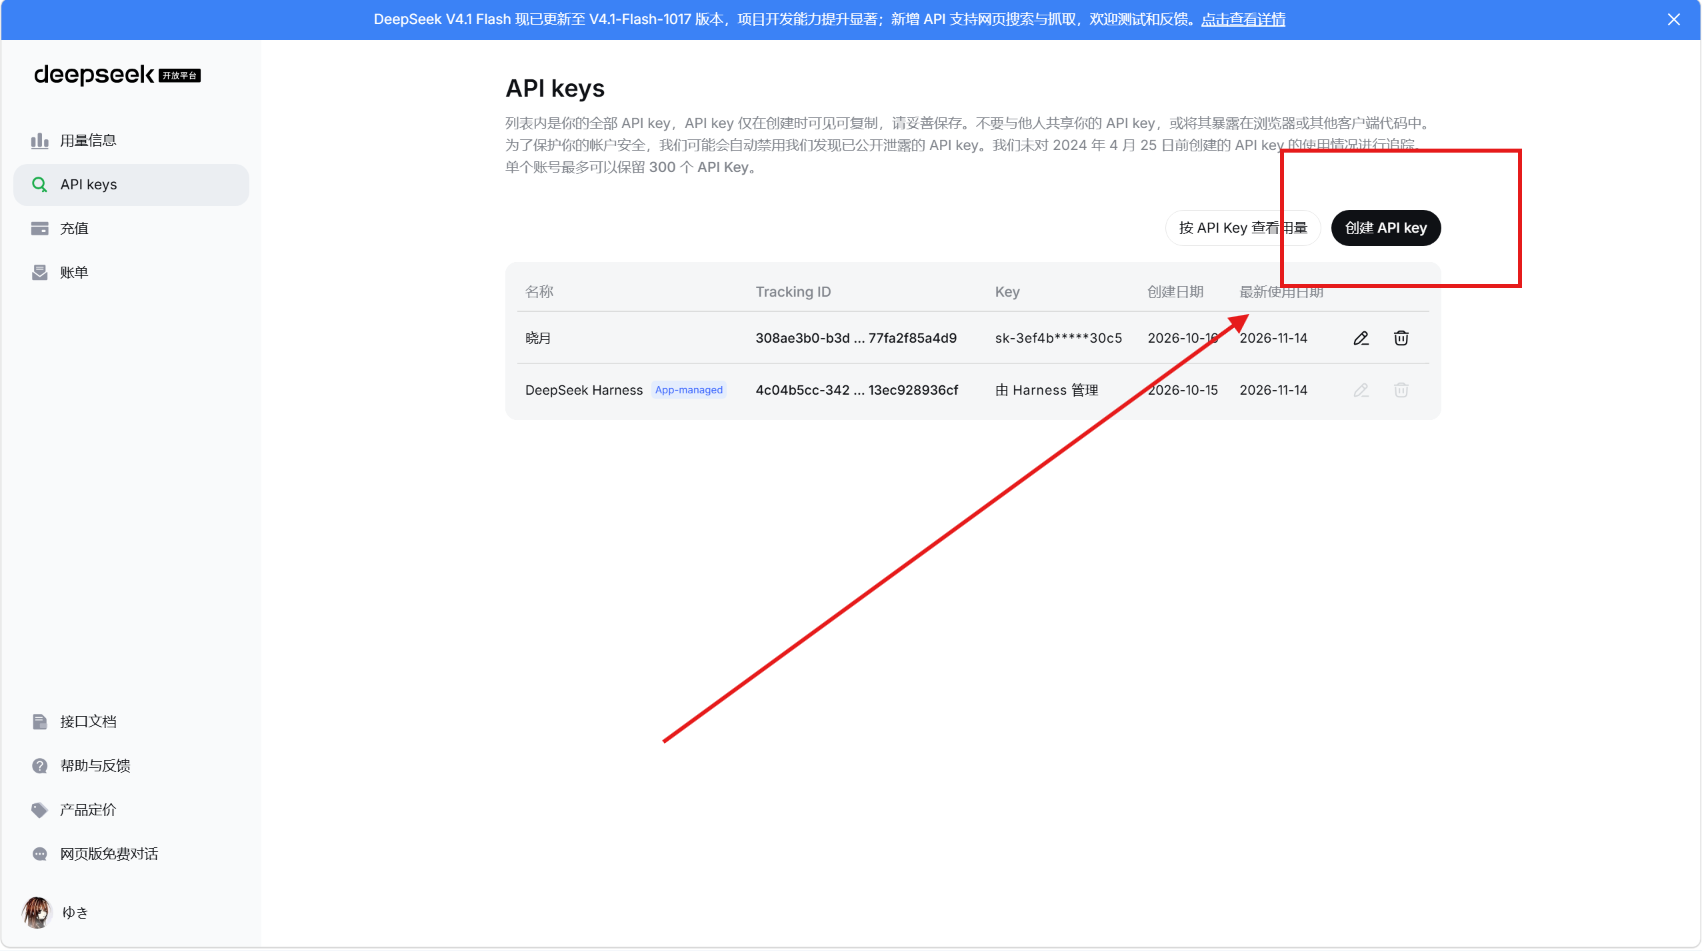 DeepSeek V4.1 Flash 现已更新至 V4.1-Flash-1017 版本，项目开发能力提升显著；新增 API 支持网页搜索与抓取，欢迎测试和反馈。点击查看详情
deepseek 开放平台
用量信息
API keys
充值
账单
接口文档
帮助与反馈
产品定价
网页版免费对话
ゆき
API keys
列表内是你的全部 API key，API key 仅在创建时可见可复制，请妥善保存。不要与他人共享你的 API key，或将其暴露在浏览器或其他客户端代码中。
为了保护你的帐户安全，我们可能会自动禁用我们发现已公开泄露的 API key。我们未对 2024 年 4 月 25 日前创建的 API key 的使用情况进行追踪。
单个账号最多可以保留 300 个 API Key。
按 API Key 查看用量 创建 API key
名称 Tracking ID Key 创建日期 最新使用日期
晓月 308ae3b0-b3d ... 77fa2f85a4d9 sk-3ef4b*****30c5 2026-10-16 2026-11-14
DeepSeek Harness App-managed 4c04b5cc-342 ... 13ec928936cf 由 Harness 管理 2026-10-15 2026-11-14